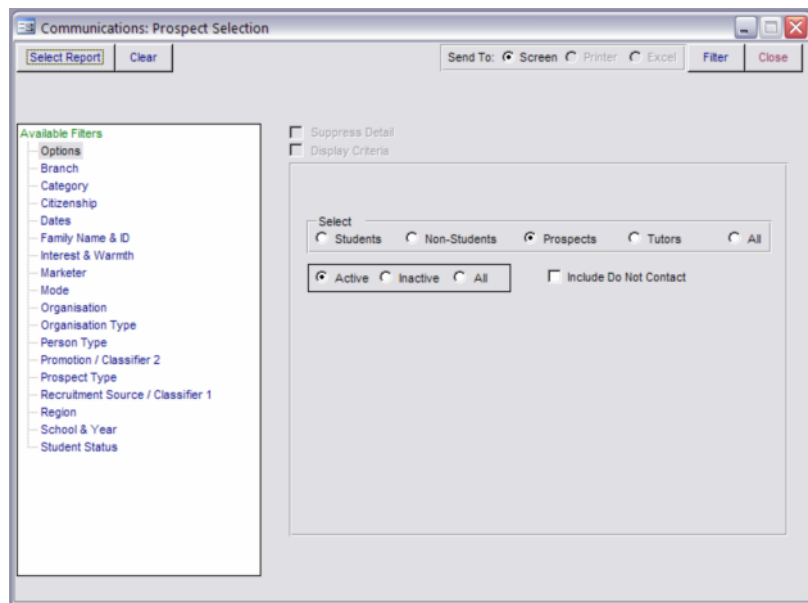 Communications: Prospect Selection
Select Report Clear Send To: Screen Printer Excel Filter Close
Available Filters
Options
Branch
Category
Citizenship
Dates
Family Name & ID
Interest & Warmth
Marketer
Mode
Organisation
Organisation Type
Person Type
Promotion / Classifier 2
Prospect Type
Recruitment Source / Classifier 1
Region
School & Year
Student Status
Suppress Detail
Display Criteria
Select
Students Non-Students Prospects Tutors All
Active Inactive All Include Do Not Contact